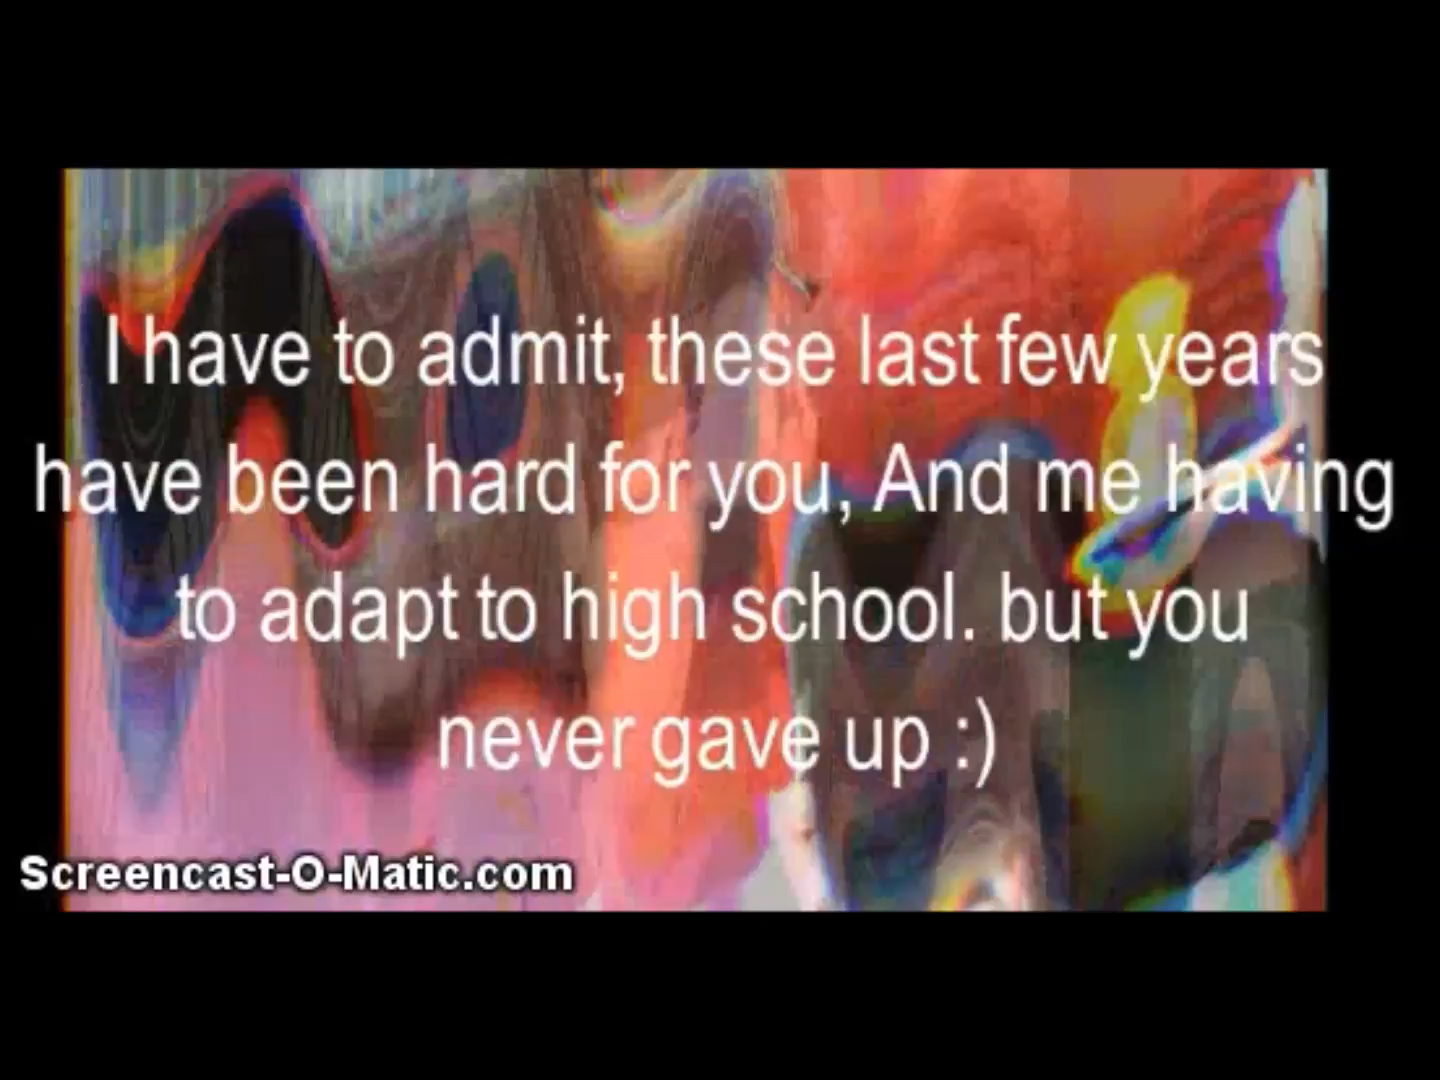 I have to admit, these last few years
have been hard for you, And me having
to adapt to high school. but you
never gave up :)
Screencast-O-Matic.com